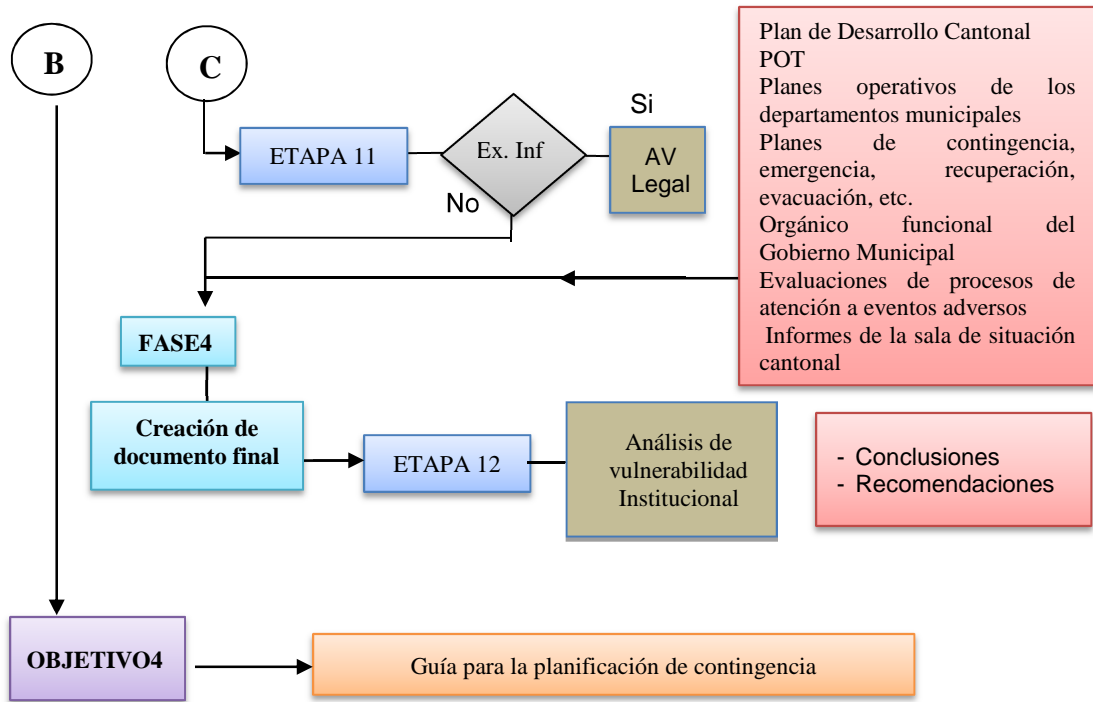 B
C
ETAPA 11
Ex. Inf
Si
No
AV
Legal
Plan de Desarrollo Cantonal
POT
Planes operativos de los
departamentos municipales
Planes de contingencia,
emergencia, recuperación,
evacuación, etc.
Orgánico funcional del
Gobierno Municipal
Evaluaciones de procesos de
atención a eventos adversos
Informes de la sala de situación
cantonal
FASE4
Creación de
documento final
ETAPA 12
Análisis de
vulnerabilidad
Institucional
- Conclusiones
- Recomendaciones
OBJETIVO4
Guía para la planificación de contingencia